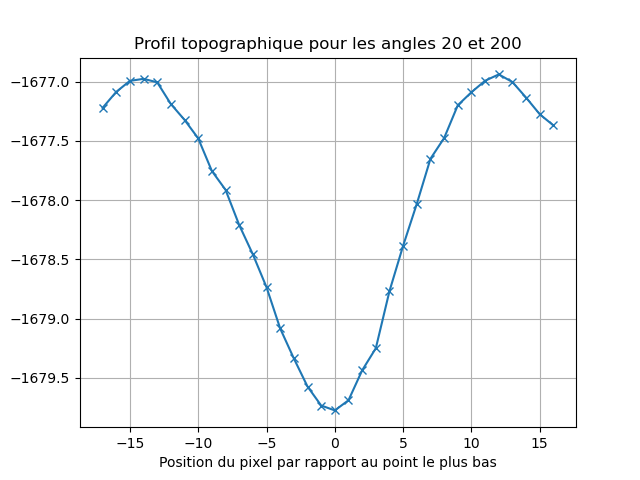 Profil topographique pour les angles 20 et 200
−1677.0
−1677.5
−1678.0
−1678.5
−1679.0
−1679.5
−15 −10 −5 0 5 10 15
Position du pixel par rapport au point le plus bas